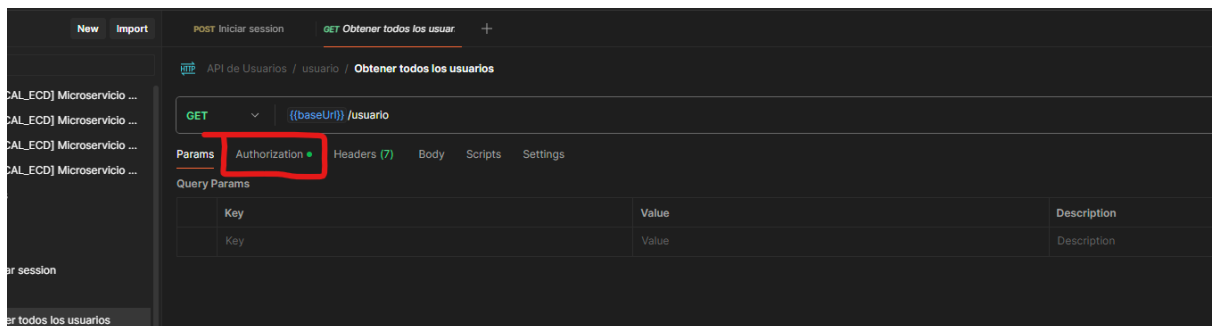 New Import
POST Iniciar session GET Obtener todos los usuar
HTTP API de Usuarios / usuario / Obtener todos los usuarios
CAL_ECD] Microservicio ...
CAL_ECD] Microservicio ...
CAL_ECD] Microservicio ...
CAL_ECD] Microservicio ...
GET {{baseUrl}} /usuario
Params Authorization Headers (7) Body Scripts Settings
Query Params
Key Value Description
Key Value Description
ar session
er todos los usuarios